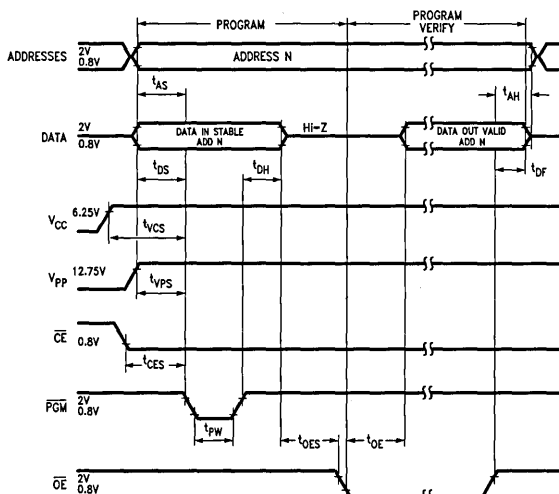 PROGRAM
PROGRAM
VERIFY
ADDRESSES
2V
0.8V
ADDRESS N
tAS
tAH
DATA
2V
0.8V
DATA IN STABLE
ADD N
Hi-Z
DATA OUT VALID
ADD N
tDS
tDH
tDF
VCC
6.25V
tVCS
VPP
12.75V
tVPS
CE
0.8V
tCES
PGM
2V
0.8V
tPW
tOES
tOE
OE
2V
0.8V